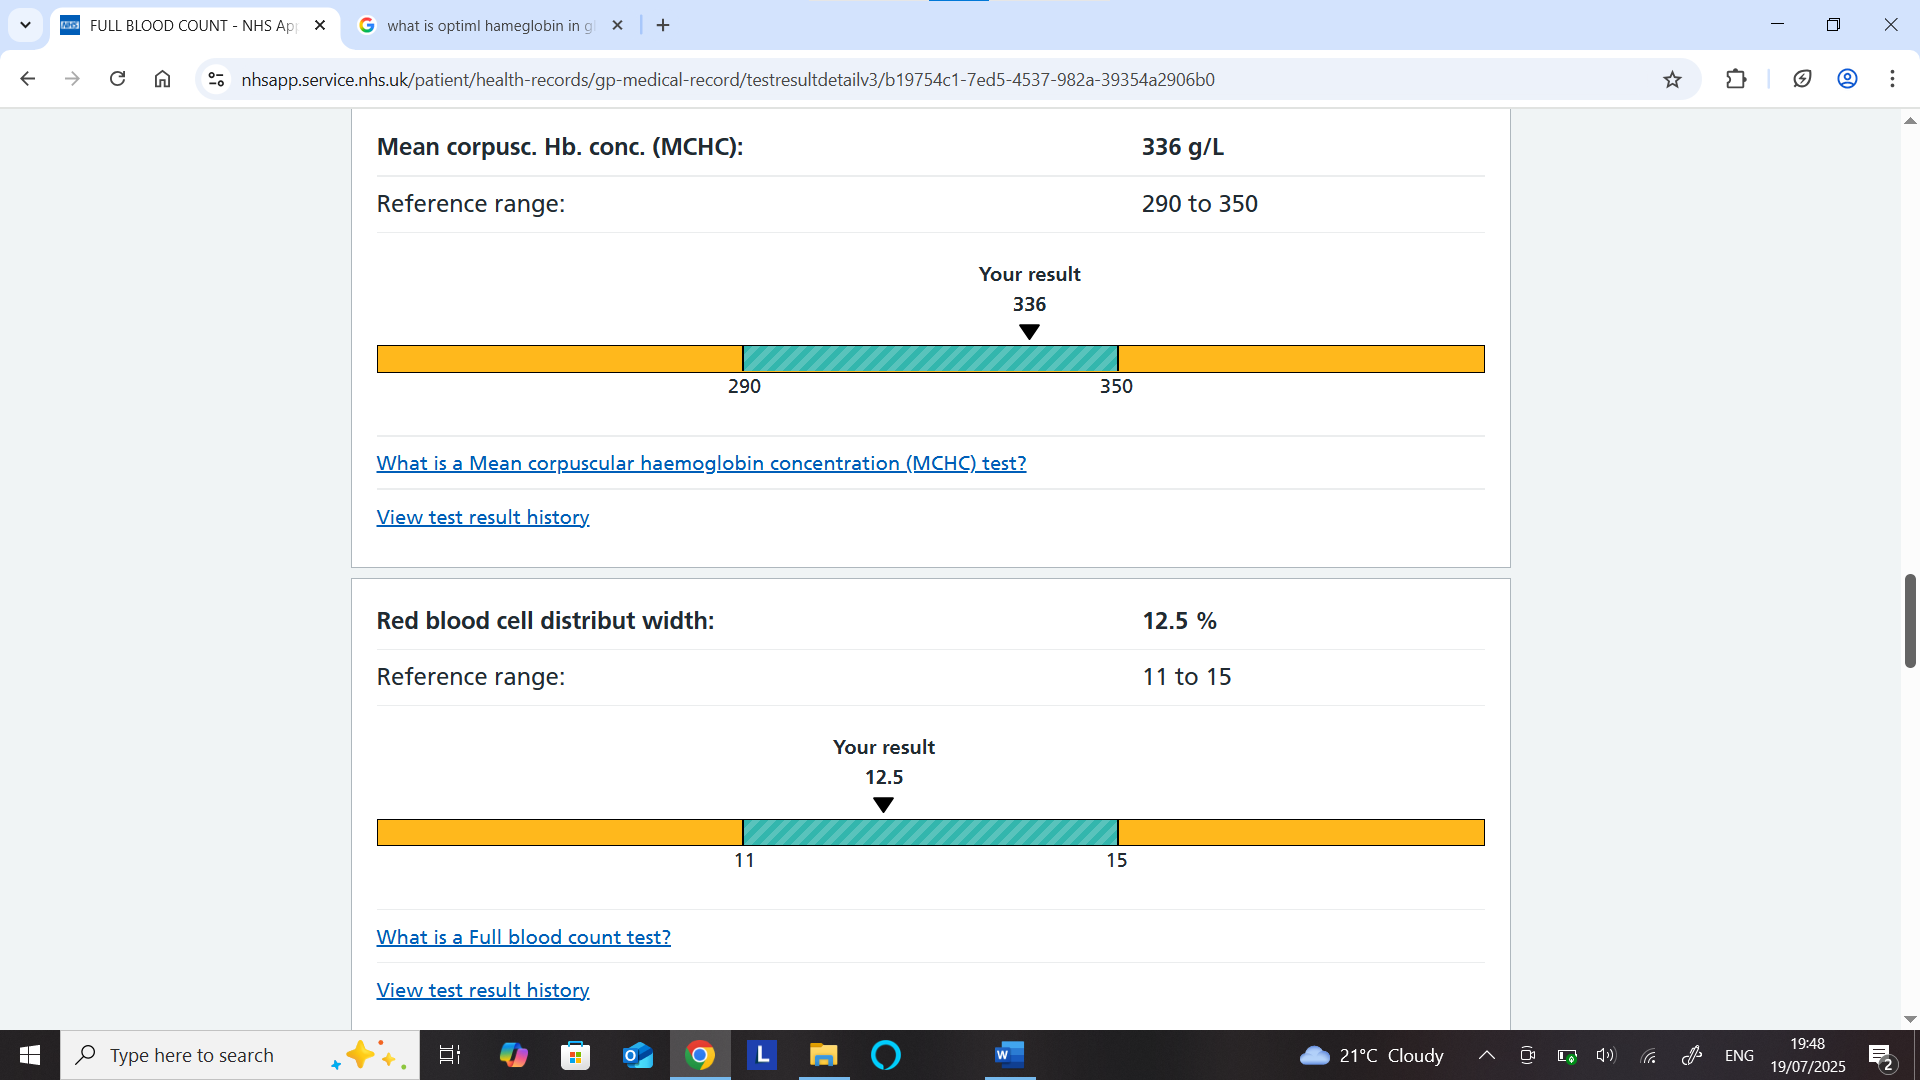 FULL BLOOD COUNT - NHS Ap
what is optiml hameglobin in g
nhsapp.service.nhs.uk/patient/health-records/gp-medical-record/testresultdetailv3/b19754c1-7ed5-4537-982a-39354a2906b0
Mean corpusc. Hb. conc. (MCHC): 336 g/L
Reference range: 290 to 350
Your result
336
290 350
What is a Mean corpuscular haemoglobin concentration (MCHC) test?
View test result history
Red blood cell distribut width: 12.5 %
Reference range: 11 to 15
Your result
12.5
11 15
What is a Full blood count test?
View test result history
Type here to search
L
21°C Cloudy
ENG
19:48
19/07/2025
2